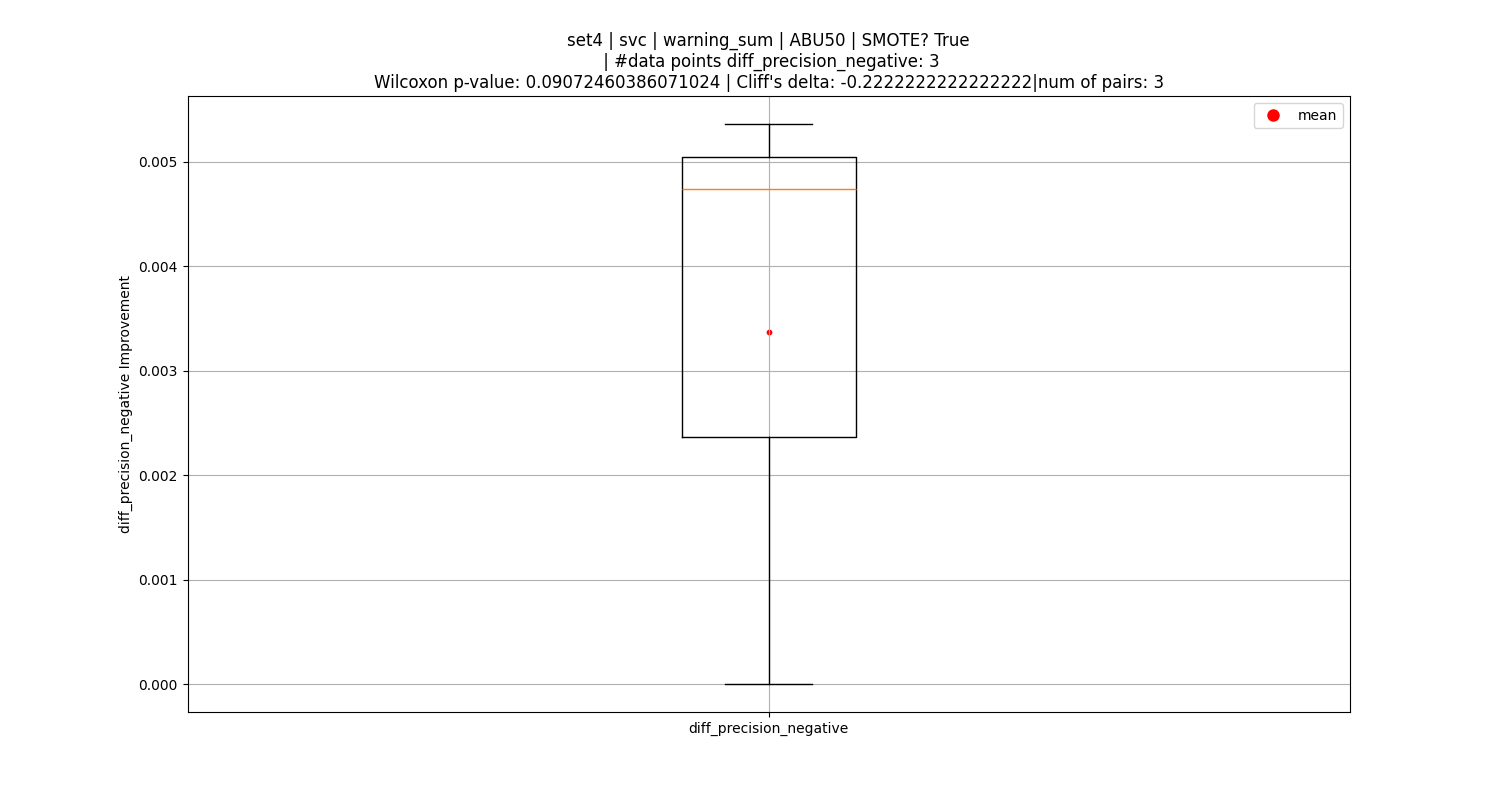 set4 | svc | warning_sum | ABU50 | SMOTE? True
| #data points diff_precision_negative: 3
Wilcoxon p-value: 0.09072460386071024 | Cliff's delta: -0.2222222222222222|num of pairs: 3
mean
0.005
0.004
0.003
0.002
0.001
0.000
diff_precision_negative Improvement
diff_precision_negative